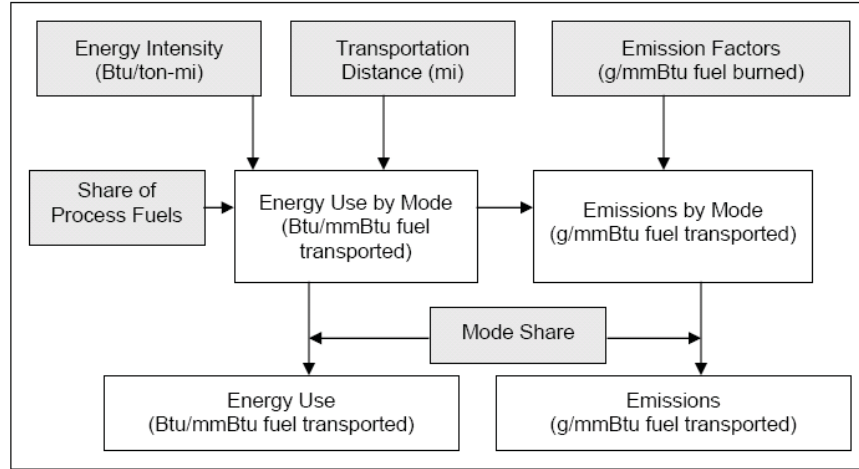 Energy Intensity
(Btu/ton-mi)
Transportation
Distance (mi)
Emission Factors
(g/mmBtu fuel burned)
Share of
Process Fuels
Energy Use by Mode
(Btu/mmBtu fuel
transported)
Emissions by Mode
(g/mmBtu fuel transported)
Mode Share
Energy Use
(Btu/mmBtu fuel transported)
Emissions
(g/mmBtu fuel transported)